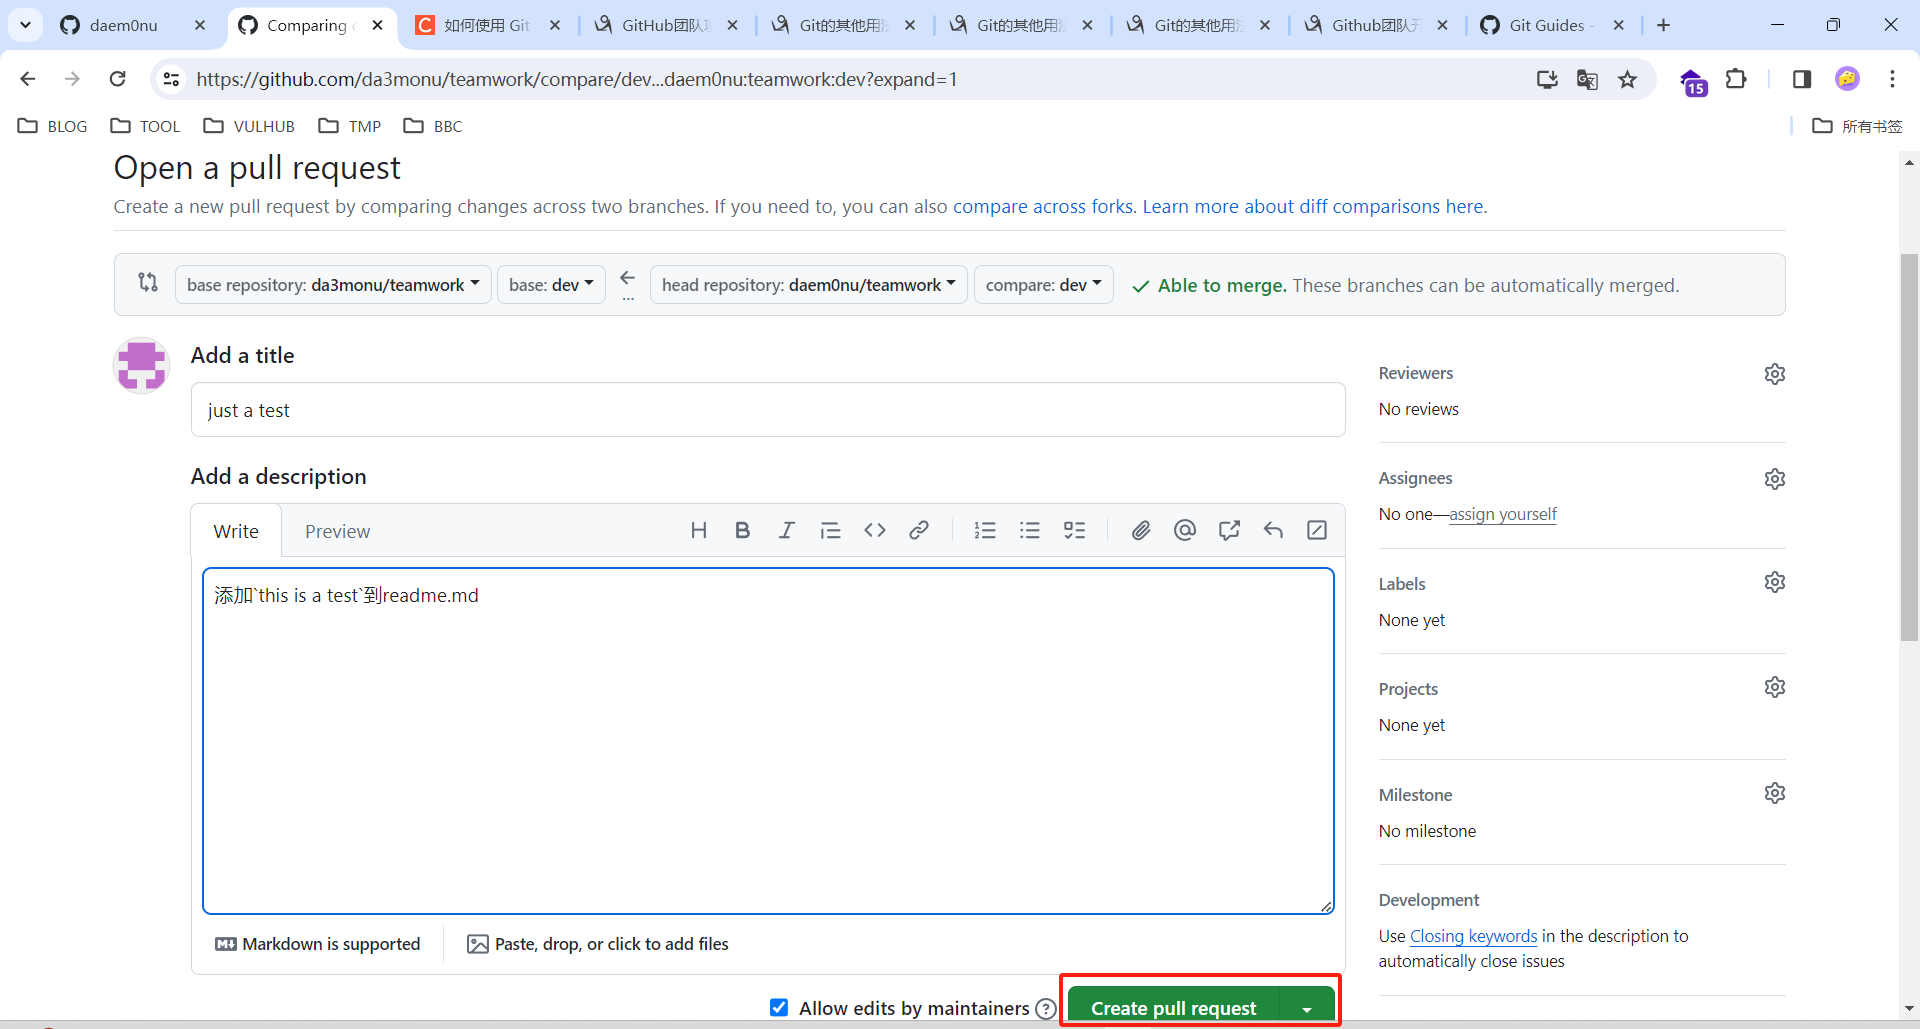 daem0nu
Comparing
如何使用 Git
GitHub团队
Git的其他用
Git的其他用
Git的其他用
Github团队
Git Guides -
https://github.com/da3monu/teamwork/compare/dev...daem0nu:teamwork:dev?expand=1
15
BLOG
TOOL
VULHUB
TMP
BBC
所有书签
Open a pull request
Create a new pull request by comparing changes across two branches. If you need to, you can also compare across forks. Learn more about diff comparisons here.
base repository: da3monu/teamwork
base: dev
...
head repository: daem0nu/teamwork
compare: dev
Able to merge. These branches can be automatically merged.
Add a title
just a test
Add a description
Write
Preview
添加`this is a test`到readme.md
Markdown is supported
Paste, drop, or click to add files
Allow edits by maintainers
Create pull request
Reviewers
No reviews
Assignees
No one—assign yourself
Labels
None yet
Projects
None yet
Milestone
No milestone
Development
Use Closing keywords in the description to
automatically close issues